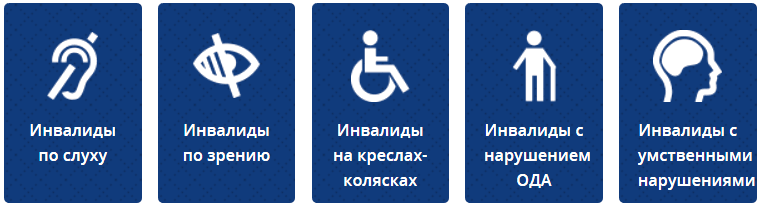 Инвалиды
по слуху
Инвалиды
по зрению
Инвалиды
на креслах-
колясках
Инвалиды с
нарушением
ОДА
Инвалиды с
умственными
нарушениями